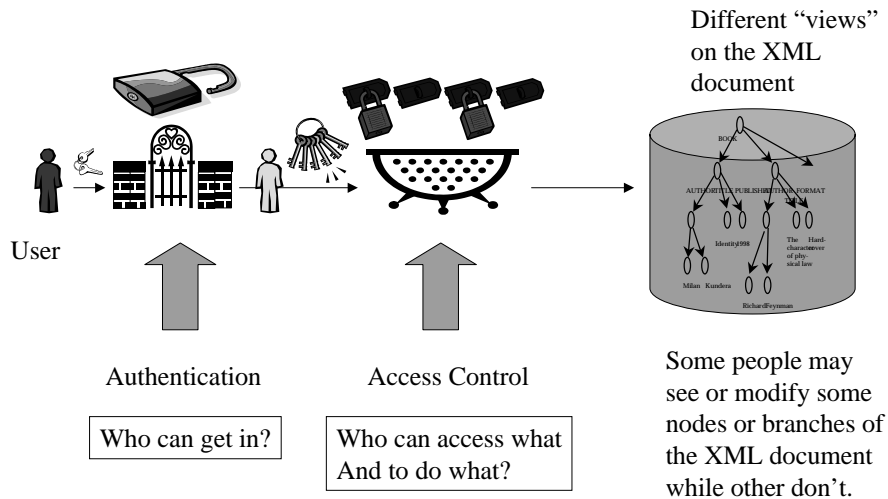 Different “views”
on the XML
document
BOOK
AUTHOR TITLE PUBLISHED AUTHOR FORMAT
TITLE
Identity 1998
The
character
of phy-
sical law
Hard-
cover
Milan Kundera
Richard Feynman
User
Authentication
Access Control
Who can get in?
Who can access what
And to do what?
Some people may
see or modify some
nodes or branches of
the XML document
while other don’t.